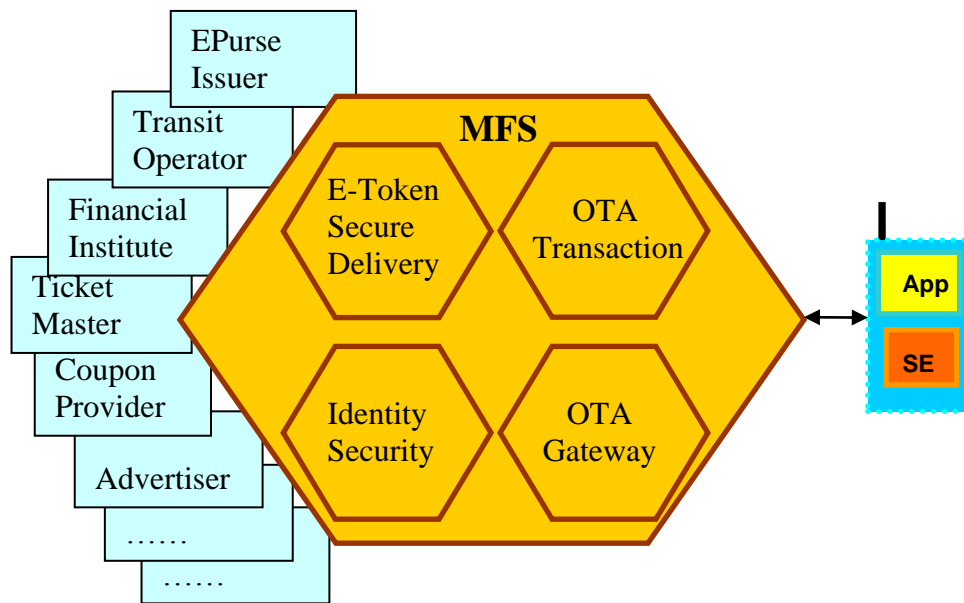 EPurse
Issuer
Transit
Operator
Financial
Institute
Ticket
Master
Coupon
Provider
Advertiser
……
……
MFS
E-Token
Secure
Delivery
OTA
Transaction
Identity
Security
OTA
Gateway
App
SE